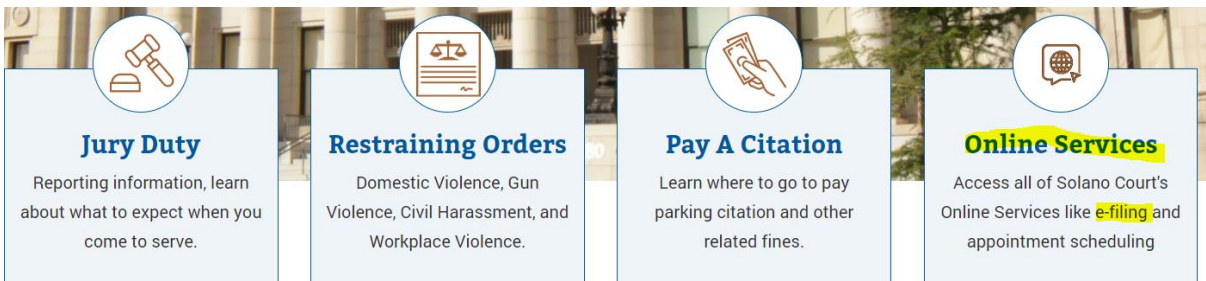 Jury Duty
Reporting information, learn
about what to expect when you
come to serve.
Restraining Orders
Domestic Violence, Gun
Violence, Civil Harassment, and
Workplace Violence.
Pay A Citation
Learn where to go to pay
parking citation and other
related fines.
Online Services
Access all of Solano Court's
Online Services like e-filing and
appointment scheduling